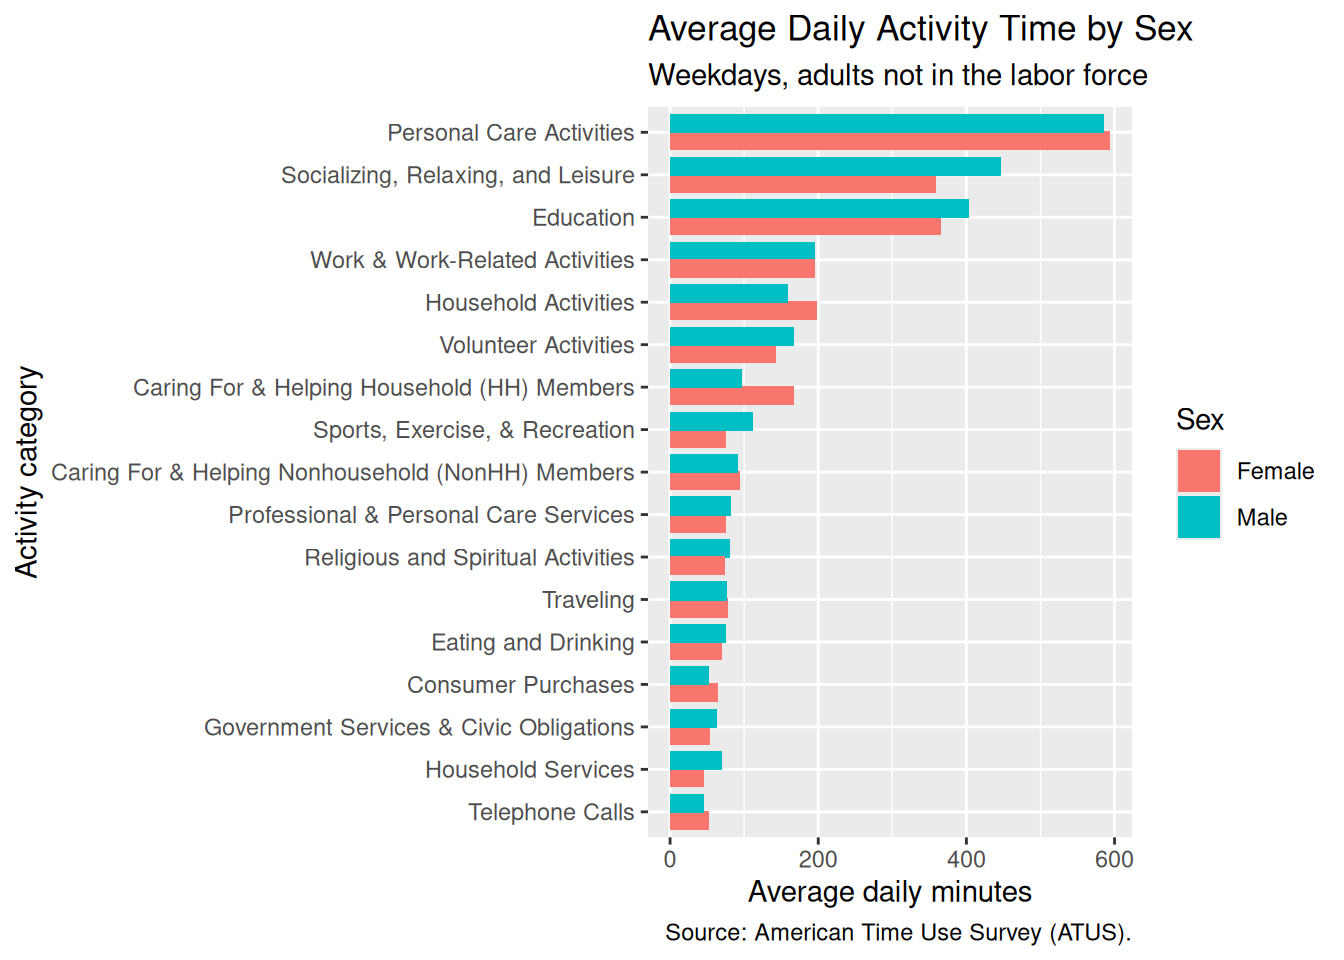 Average Daily Activity Time by Sex
Weekdays, adults not in the labor force
Activity category
Personal Care Activities
Socializing, Relaxing, and Leisure
Education
Work & Work-Related Activities
Household Activities
Volunteer Activities
Caring For & Helping Household (HH) Members
Sports, Exercise, & Recreation
Caring For & Helping Nonhousehold (NonHH) Members
Professional & Personal Care Services
Religious and Spiritual Activities
Traveling
Eating and Drinking
Consumer Purchases
Government Services & Civic Obligations
Household Services
Telephone Calls
0 200 400 600
Average daily minutes
Sex
Female
Male
Source: American Time Use Survey (ATUS).